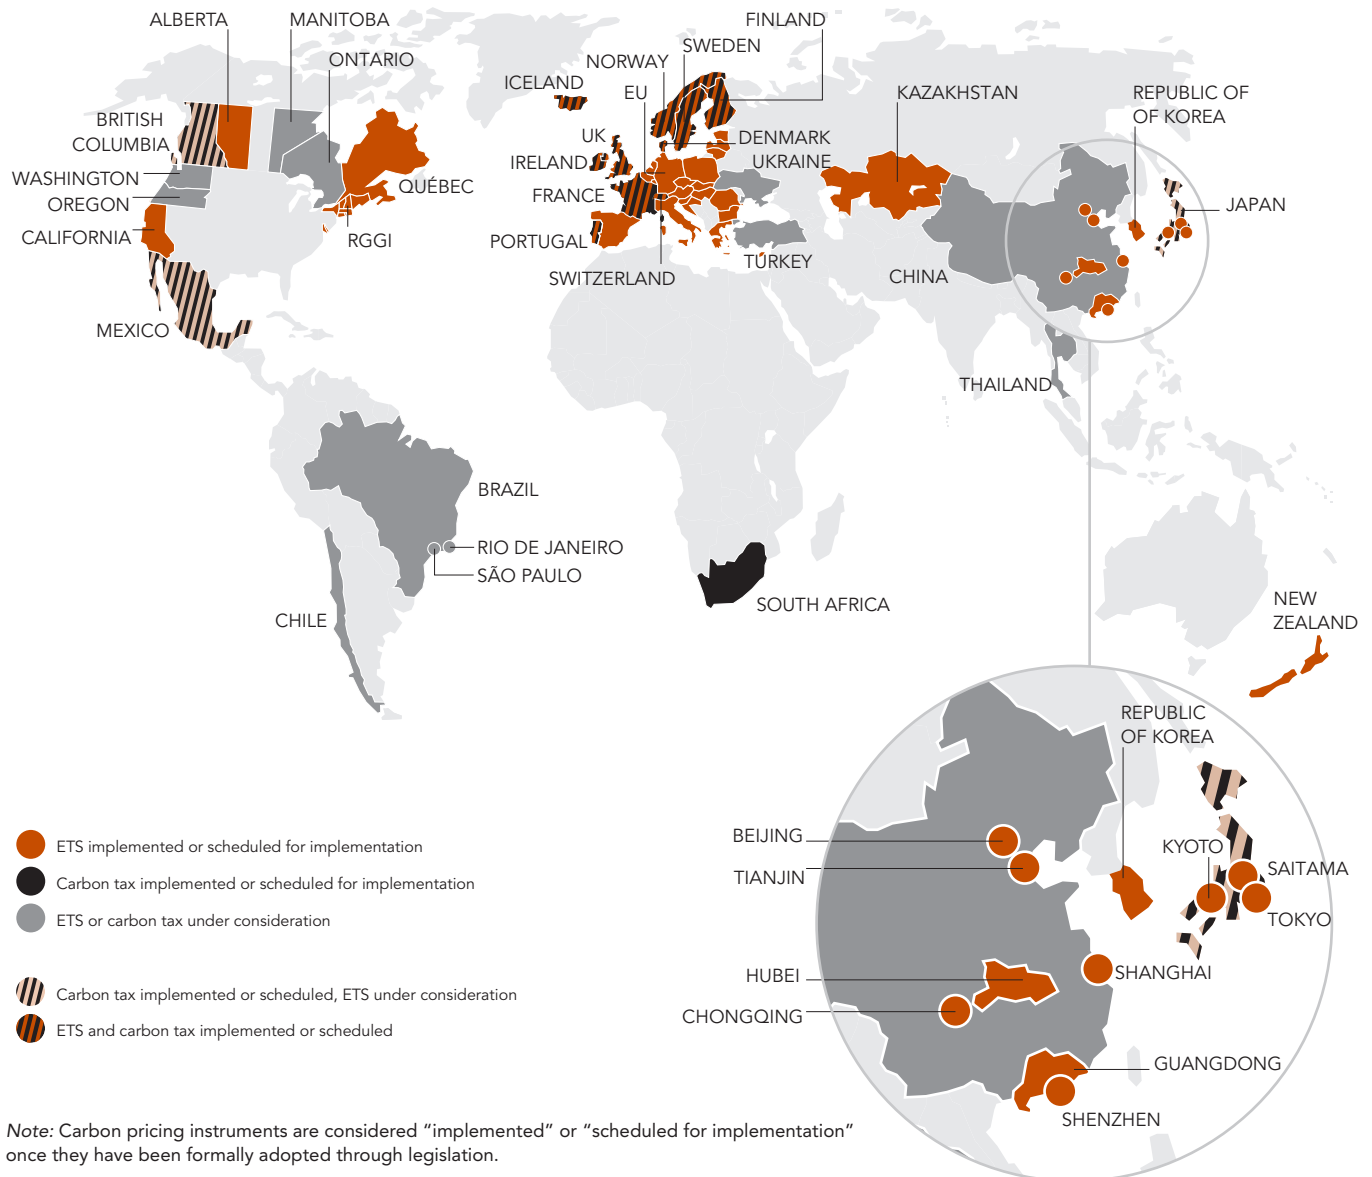 ALBERTA
MANITOBA
ONTARIO
BRITISH
COLUMBIA
WASHINGTON
OREGON
CALIFORNIA
QUÉBEC
RGGI
MEXICO
ICELAND
NORWAY
SWEDEN
FINLAND
EU
UK
IRELAND
DENMARK
UKRAINE
FRANCE
PORTUGAL
SWITZERLAND
TURKEY
KAZAKHSTAN
REPUBLIC OF
OF KOREA
JAPAN
CHINA
THAILAND
BRAZIL
RIO DE JANEIRO
SÃO PAULO
CHILE
SOUTH AFRICA
NEW
ZEALAND
REPUBLIC
OF KOREA
BEIJING
TIANJIN
KYOTO
SAITAMA
TOKYO
HUBEI
SHANGHAI
CHONGQING
GUANGDONG
SHENZHEN
ETS implemented or scheduled for implementation
Carbon tax implemented or scheduled for implementation
ETS or carbon tax under consideration
Carbon tax implemented or scheduled, ETS under consideration
ETS and carbon tax implemented or scheduled
Note: Carbon pricing instruments are considered “implemented” or “scheduled for implementation”
once they have been formally adopted through legislation.